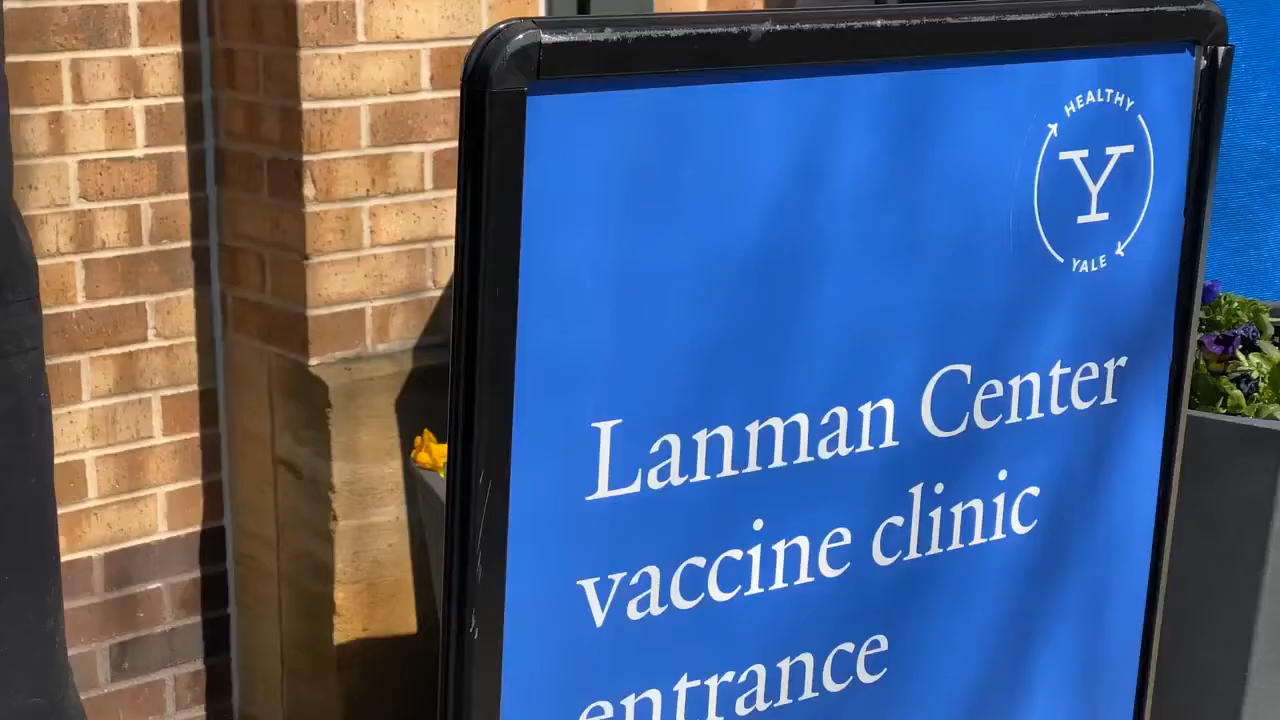 HEALTHY
Y
YALE
Lanman Center
vaccine clinic
entrance